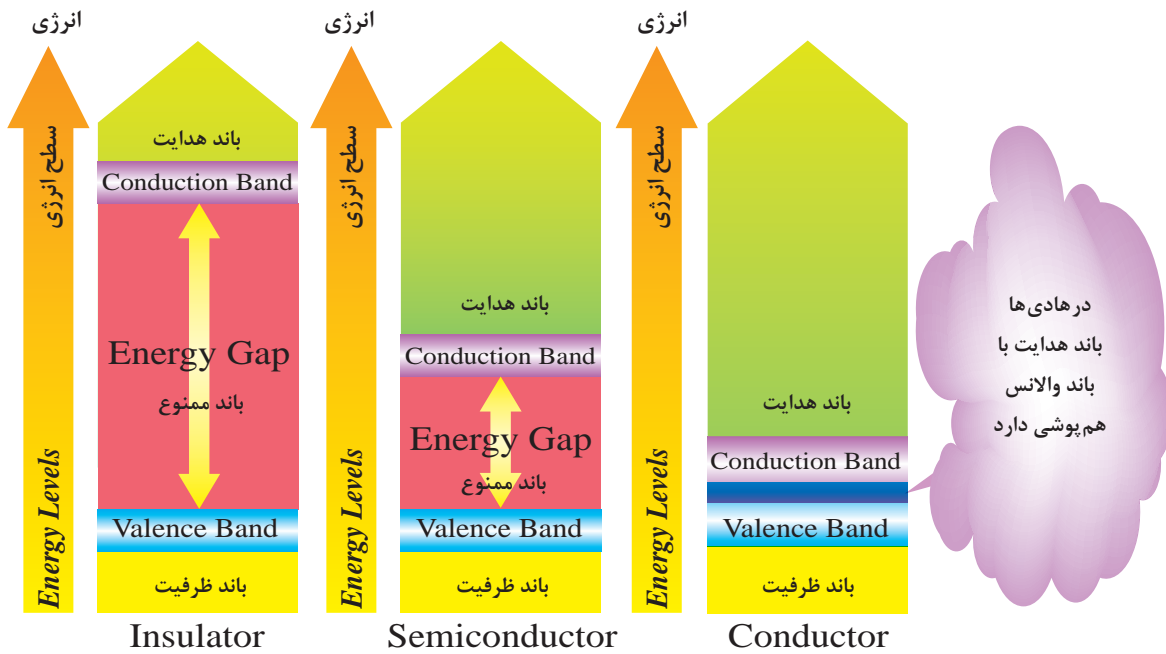 انرژی
سطح انرژی
Energy Levels
باند هدایت
Conduction Band
Energy Gap
باند ممنوع
Valence Band
باند ظرفیت
Insulator
انرژی
سطح انرژی
Energy Levels
باند هدایت
Conduction Band
Energy Gap
باند ممنوع
Valence Band
باند ظرفیت
Semiconductor
انرژی
سطح انرژی
Energy Levels
باند هدایت
Conduction Band
Valence Band
باند ظرفیت
Conductor
در هادی‌ها
باند هدایت با
باند والانس
هم‌پوشی دارد